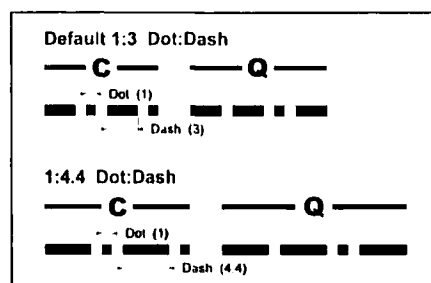 Default 1:3 Dot:Dash
C Q
Dot (1)
Dash (3)
1:4.4 Dot:Dash
C Q
Dot (1)
Dash (4.4)